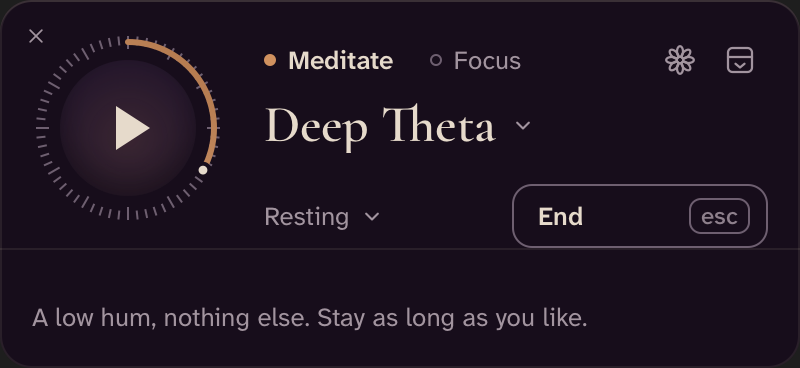 Meditate Focus
Deep Theta
Resting End esc
A low hum, nothing else. Stay as long as you like.